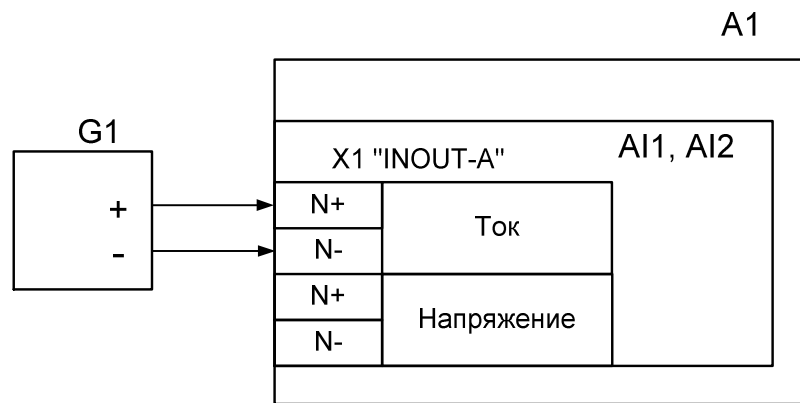 A1
G1
X1 "INOUT-A"
AI1, AI2
+
-
N+
N-
Ток
N+
N-
Напряжение